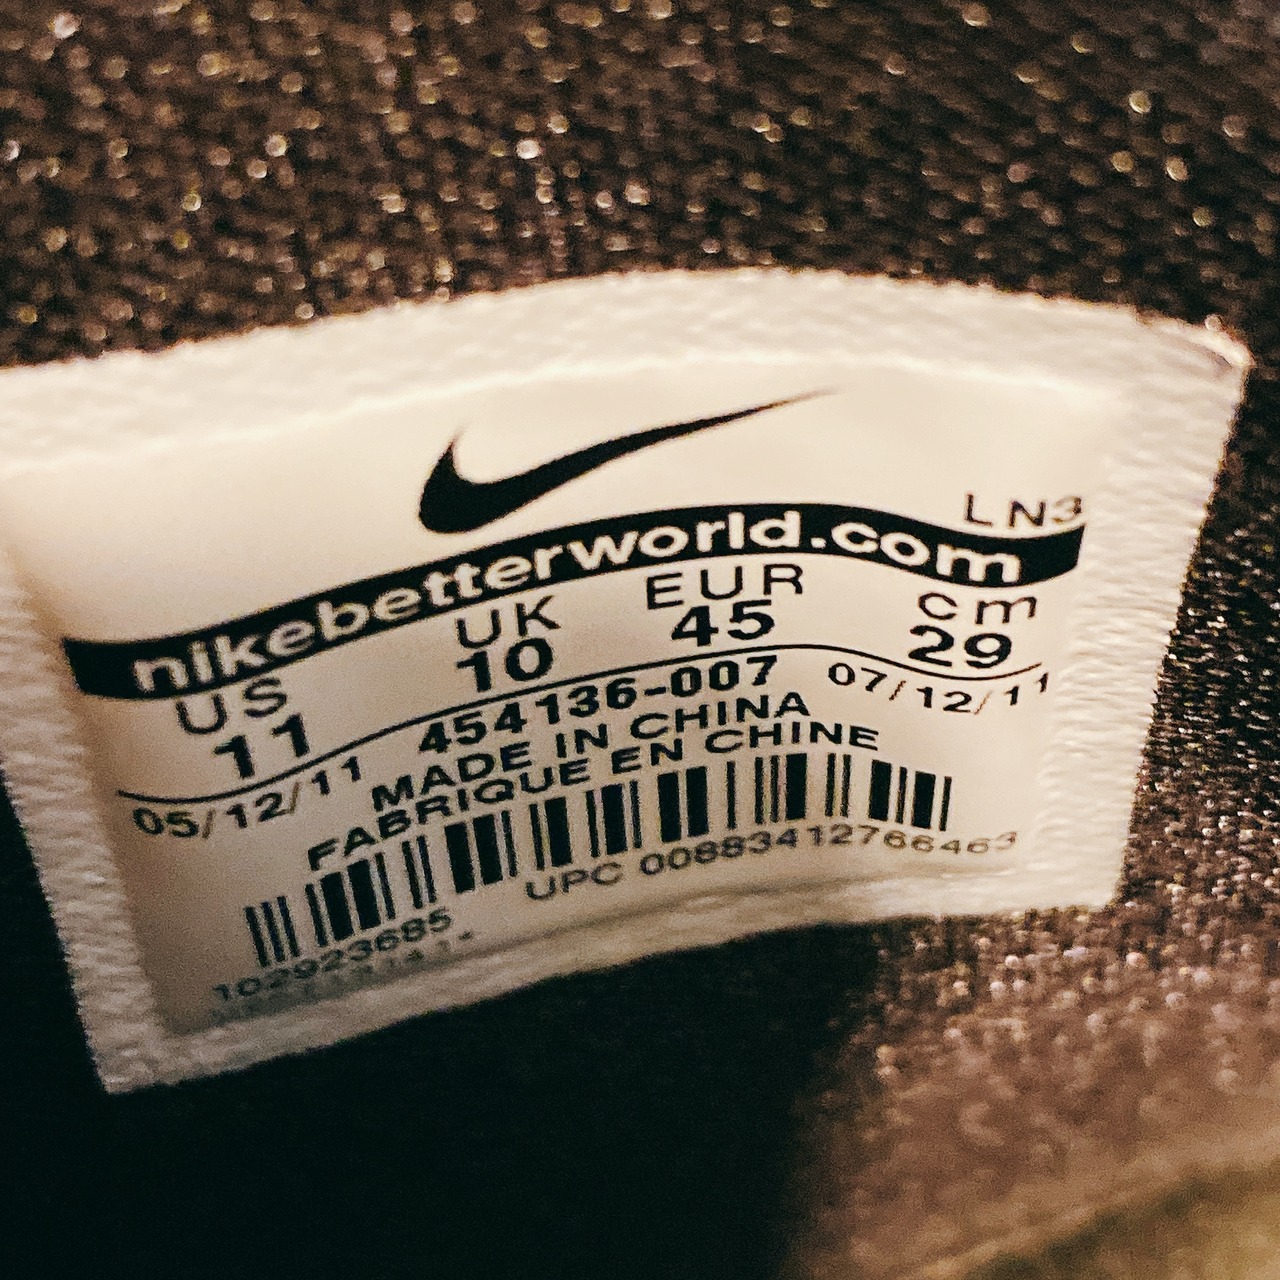 LN3
nikebetterworld.com
US UK EUR cm
11 10 45 29
454136-007
05/12/11 07/12/11
MADE IN CHINA
FABRIQUE EN CHINE
UPC 00883412766463
102923685